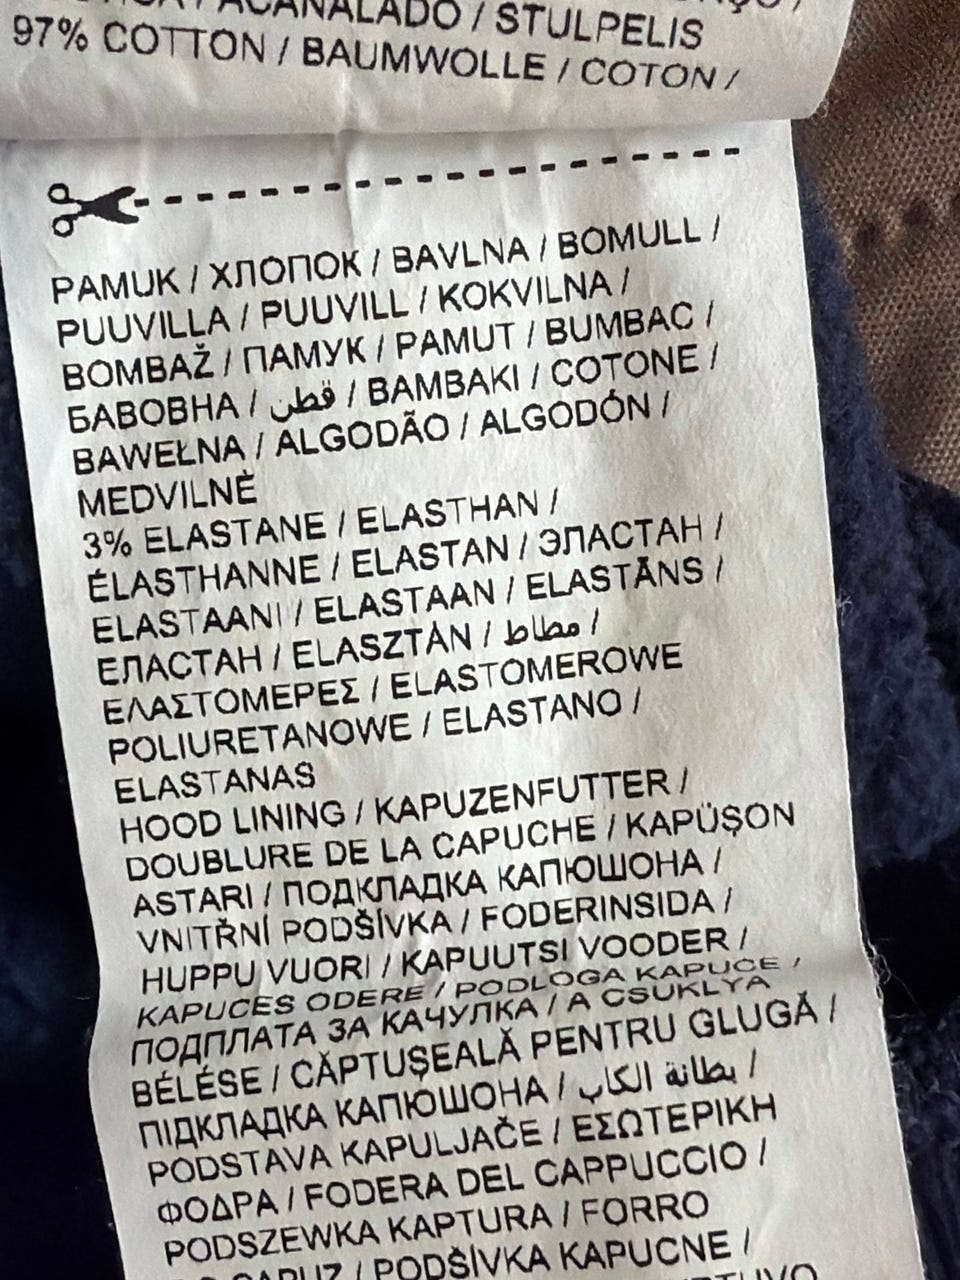 ACANALADO / STULPELIS
97% COTTON / BAUMWOLLE / COTON /
PAMUK / ХЛОПОК / BAVLNA / BOMULL /
PUUVILLA / PUUVILL / KOKVILNA /
BOMBAŽ / ПАМУК / PAMUT / BUMBAC /
БАВОВНА / قطن / BAMBAKI / COTONE /
BAWEŁNA / ALGODÃO / ALGODÓN /
MEDVILNĖ
3% ELASTANE / ELASTHAN /
ÉLASTHANNE / ELASTAN / ЭЛАСТАН /
ELASTAANI / ELASTAAN / ELASTĀNS /
ЕЛАСТАН / ELASZTÁN / مطاط /
ΕΛΑΣΤΟΜΕΡΕΣ / ELASTOMEROWE
POLIURETANOWE / ELASTANO /
ELASTANAS
HOOD LINING / KAPUZENFUTTER /
DOUBLURE DE LA CAPUCHE / KAPÜŞON
ASTARI / ПОДКЛАДКА КАПЮШОНА /
VNITŘNÍ PODŠÍVKA / FODERINSIDA /
HUPPU VUORI / KAPUUTSI VOODER /
KAPUCES ODERE / PODLOGA KAPUCE /
ПОДПЛАТА ЗА КАЧУЛКА / A CSUKLYA
BÉLÉSE / CĂPTUŞEALĂ PENTRU GLUGĂ /
ПІДКЛАДКА КАПЮШОНА / بطانة الكاب /
PODSTAVA KAPULJAČE / ΕΣΩΤΕΡΙΚΗ
ΦΟΔΡΑ / FODERA DEL CAPPUCCIO /
PODSZEWKA KAPTURA / FORRO
CAPUZ / PODŠÍVKA KAPUCNE /